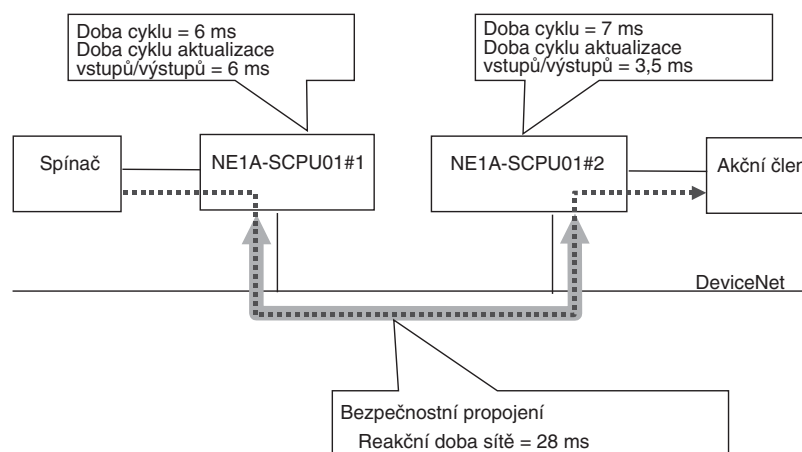 Doba cyklu = 6 ms
Doba cyklu aktualizace
vstupů/výstupů = 6 ms
Doba cyklu = 7 ms
Doba cyklu aktualizace
vstupů/výstupů = 3,5 ms
Spínač
NE1A-SCPU01#1
NE1A-SCPU01#2
Akční člen
DeviceNet
Bezpečnostní propojení
Reakční doba sítě = 28 ms